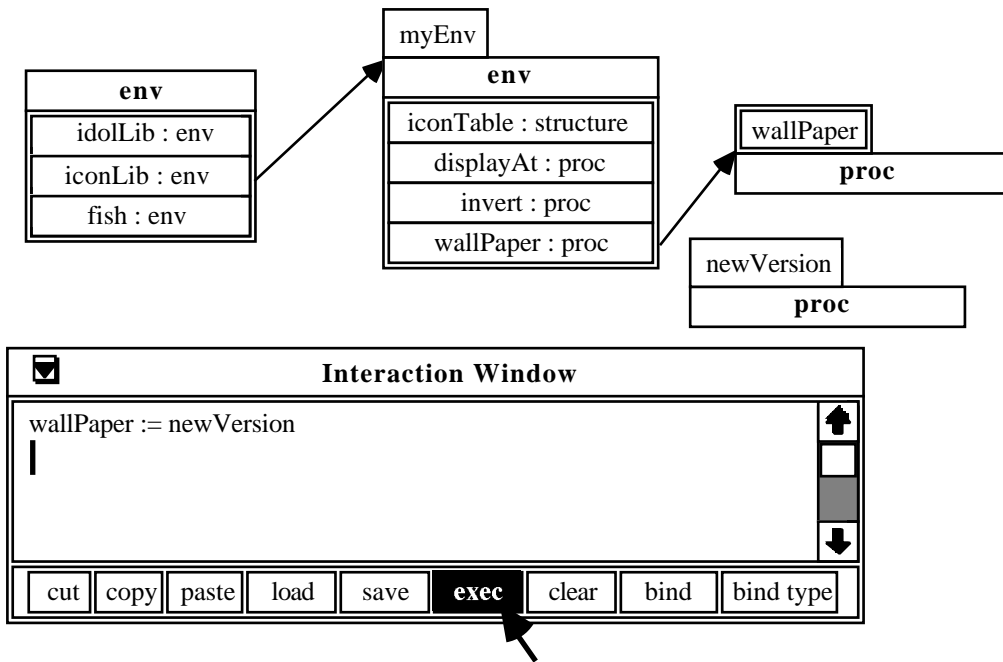 myEnv
env
iconTable : structure
displayAt : proc
invert : proc
wallPaper : proc
env
idolLib : env
iconLib : env
fish : env
wallPaper
proc
newVersion
proc
Interaction Window
wallPaper := newVersion
cut copy paste load save exec clear bind bind type